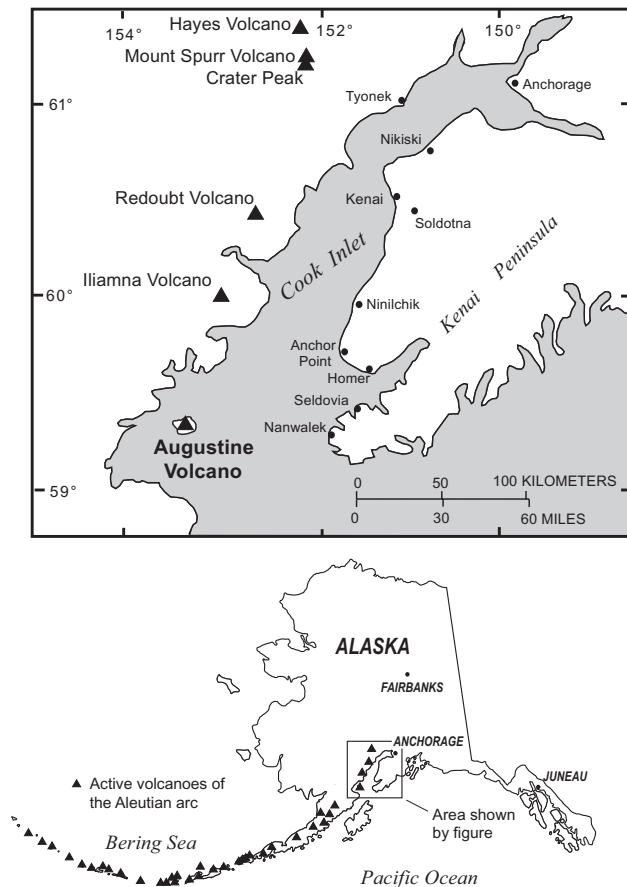 154°
152°
150°
Hayes Volcano
Mount Spurr Volcano
Crater Peak
Anchorage
61°
Tyonek
Nikiski
Redoubt Volcano
Kenai
Soldotna
Cook Inlet
Kenai Peninsula
Iliamna Volcano
60°
Ninilchik
Anchor
Point
Homer
Seldovia
Nanwalek
Augustine
Volcano
59°
0 50 100 KILOMETERS
0 30 60 MILES
ALASKA
FAIRBANKS
ANCHORAGE
JUNEAU
Active volcanoes of
the Aleutian arc
Area shown
by figure
Bering Sea
Pacific Ocean